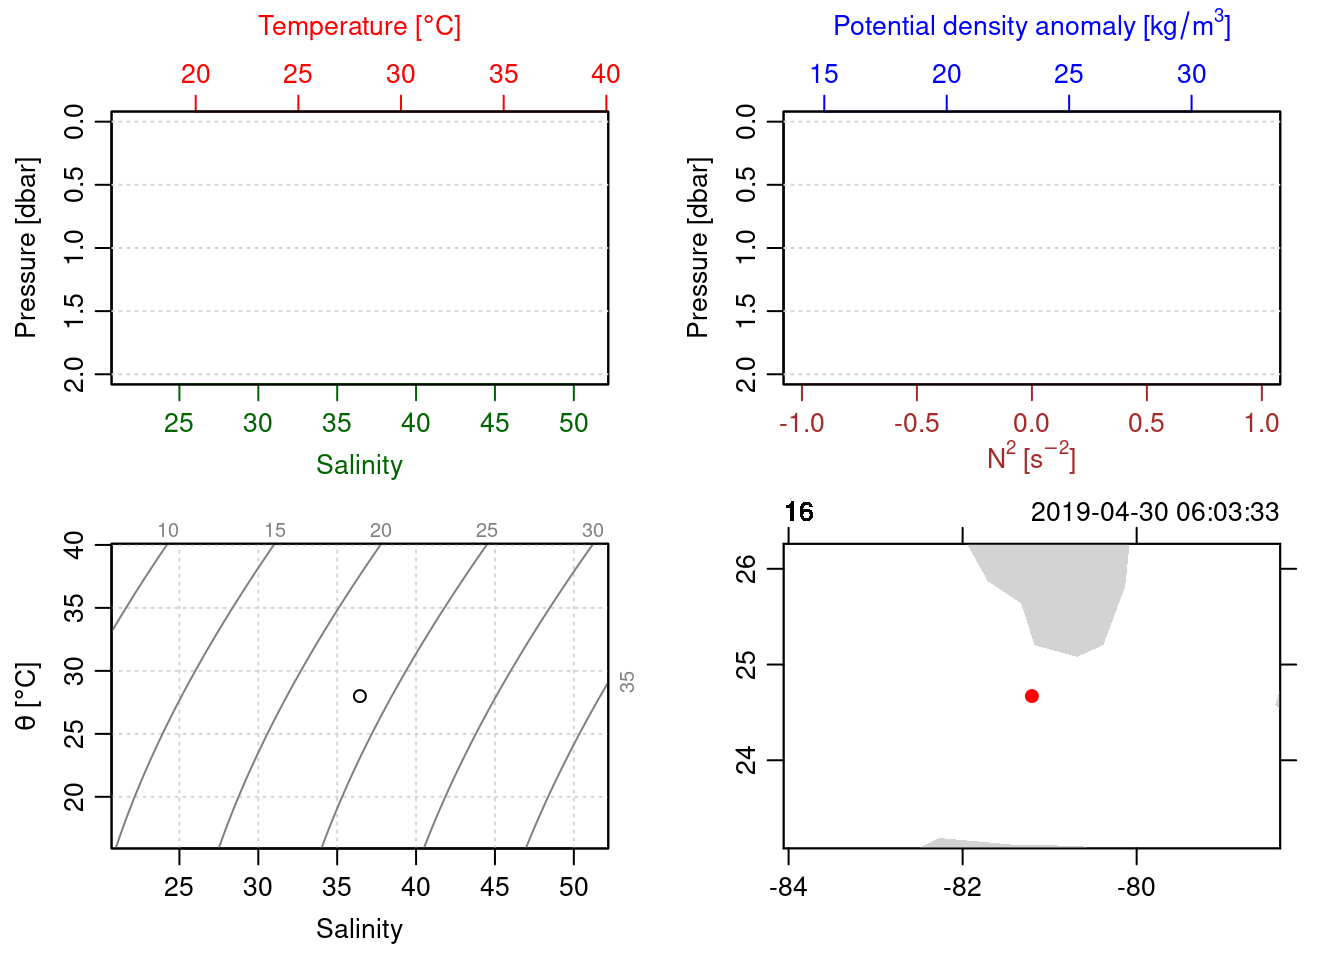 Temperature [°C]
20 25 30 35 40
Pressure [dbar]
0.0 0.5 1.0 1.5 2.0
25 30 35 40 45 50
Salinity
Potential density anomaly [kg/m³]
15 20 25 30
Pressure [dbar]
0.0 0.5 1.0 1.5 2.0
-1.0 -0.5 0.0 0.5 1.0
N² [s⁻²]
10 15 20 25 30
35
θ [°C]
40 35 30 25 20
25 30 35 40 45 50
Salinity
16 2019-04-30 06:03:33
26 25 24
-84 -82 -80